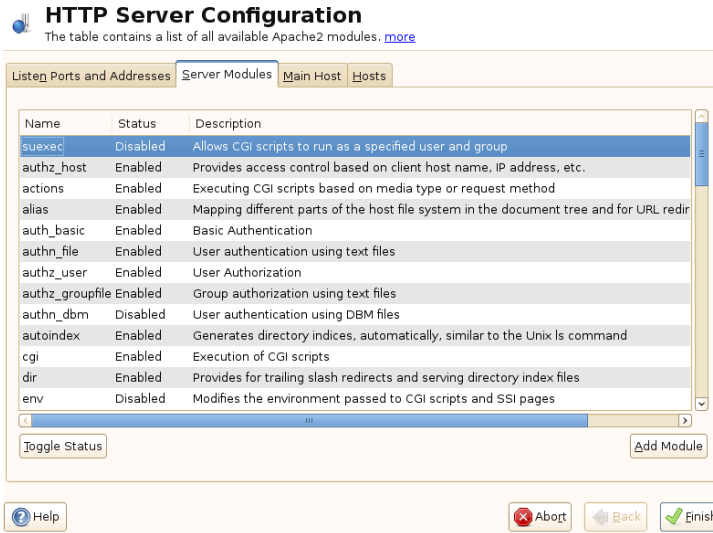 HTTP Server Configuration
The table contains a list of all available Apache2 modules. more
Listen Ports and Addresses Server Modules Main Host Hosts
Name Status Description
suexec Disabled Allows CGI scripts to run as a specified user and group
authz_host Enabled Provides access control based on client host name, IP address, etc.
actions Enabled Executing CGI scripts based on media type or request method
alias Enabled Mapping different parts of the host file system in the document tree and for URL redir
auth_basic Enabled Basic Authentication
authn_file Enabled User authentication using text files
authz_user Enabled User Authorization
authz_groupfile Enabled Group authorization using text files
authn_dbm Disabled User authentication using DBM files
autoindex Enabled Generates directory indices, automatically, similar to the Unix ls command
cgi Enabled Execution of CGI scripts
dir Enabled Provides for trailing slash redirects and serving directory index files
env Disabled Modifies the environment passed to CGI scripts and SSI pages
Toggle Status Add Module
Help Abort Back Finish